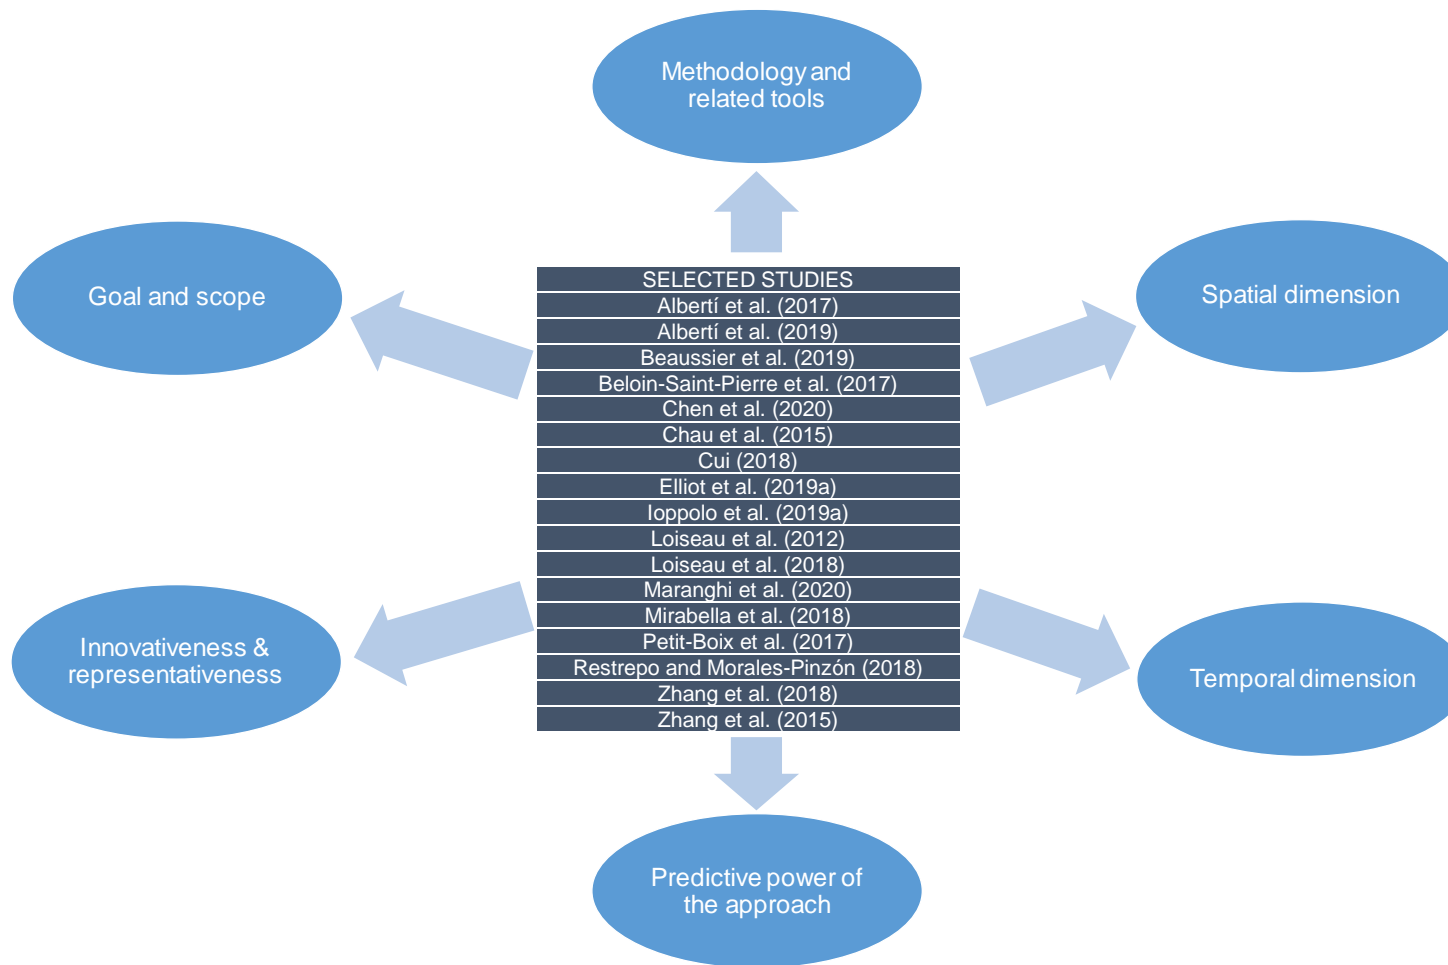 Methodology and
related tools
Goal and scope
Spatial dimension
SELECTED STUDIES
Albertí et al. (2017)
Albertí et al. (2019)
Beaussier et al. (2019)
Beloin-Saint-Pierre et al. (2017)
Chen et al. (2020)
Chau et al. (2015)
Cui (2018)
Elliot et al. (2019a)
Ioppolo et al. (2019a)
Loiseau et al. (2012)
Loiseau et al. (2018)
Maranghi et al. (2020)
Mirabella et al. (2018)
Petit-Boix et al. (2017)
Restrepo and Morales-Pinzón (2018)
Zhang et al. (2018)
Zhang et al. (2015)
Innovativeness &
representativeness
Temporal dimension
Predictive power of
the approach